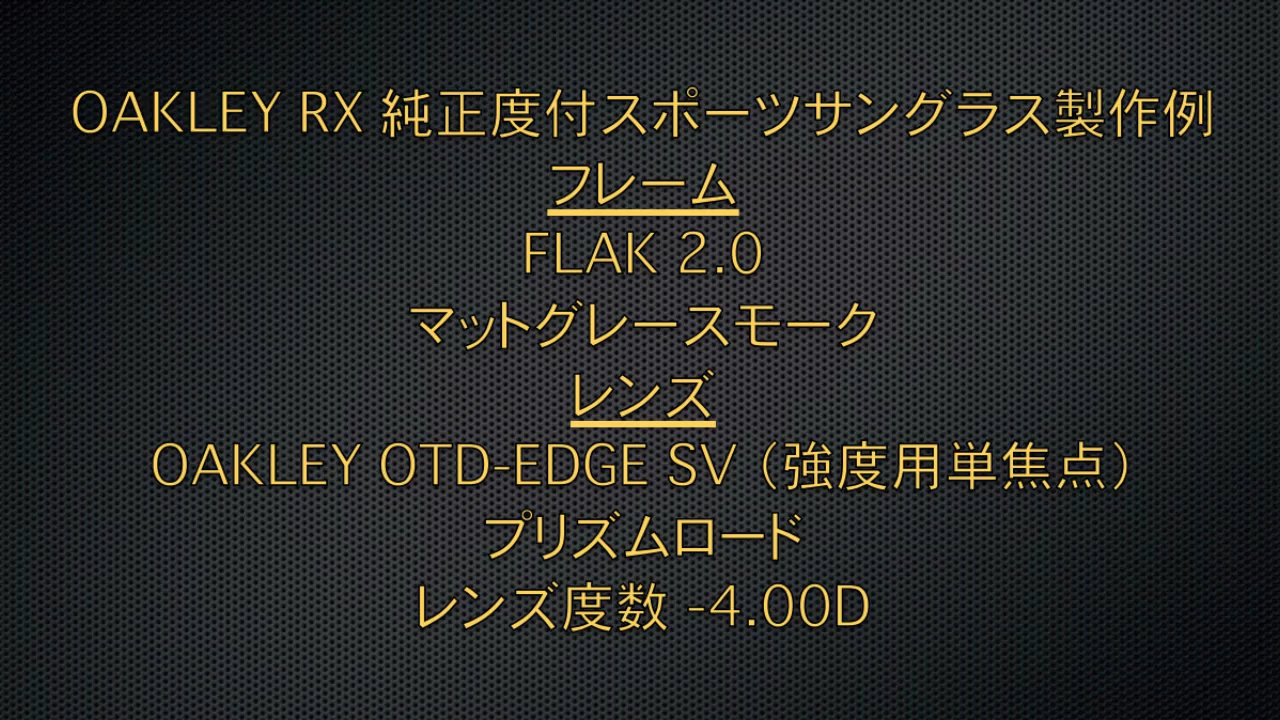 OAKLEY RX 純正度付スポーツサングラス製作例
フレーム
FLAK 2.0
マットグレースモーク
レンズ
OAKLEY OTD-EDGE SV（強度用単焦点）
プリズムロード
レンズ度数 -4.00D